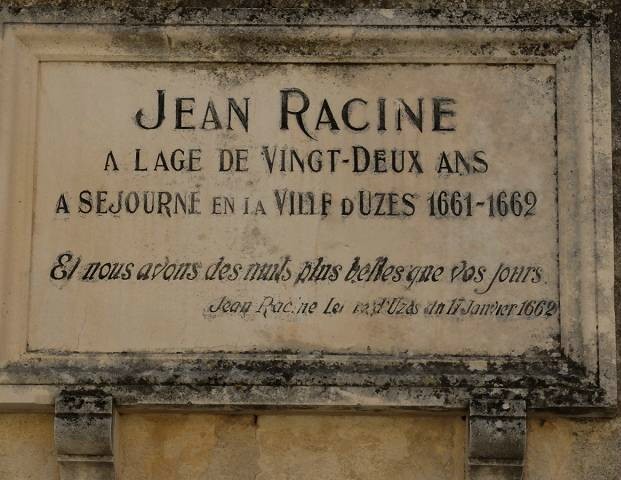 JEAN RACINE
A LAGE DE VINGT-DEUX ANS
A SEJOURNE EN LA VILLE D'UZES 1661-1662
Et nous avons des nuits plus belles que vos jours
Jean Racine d'Uzès du 17 Janvier 1662